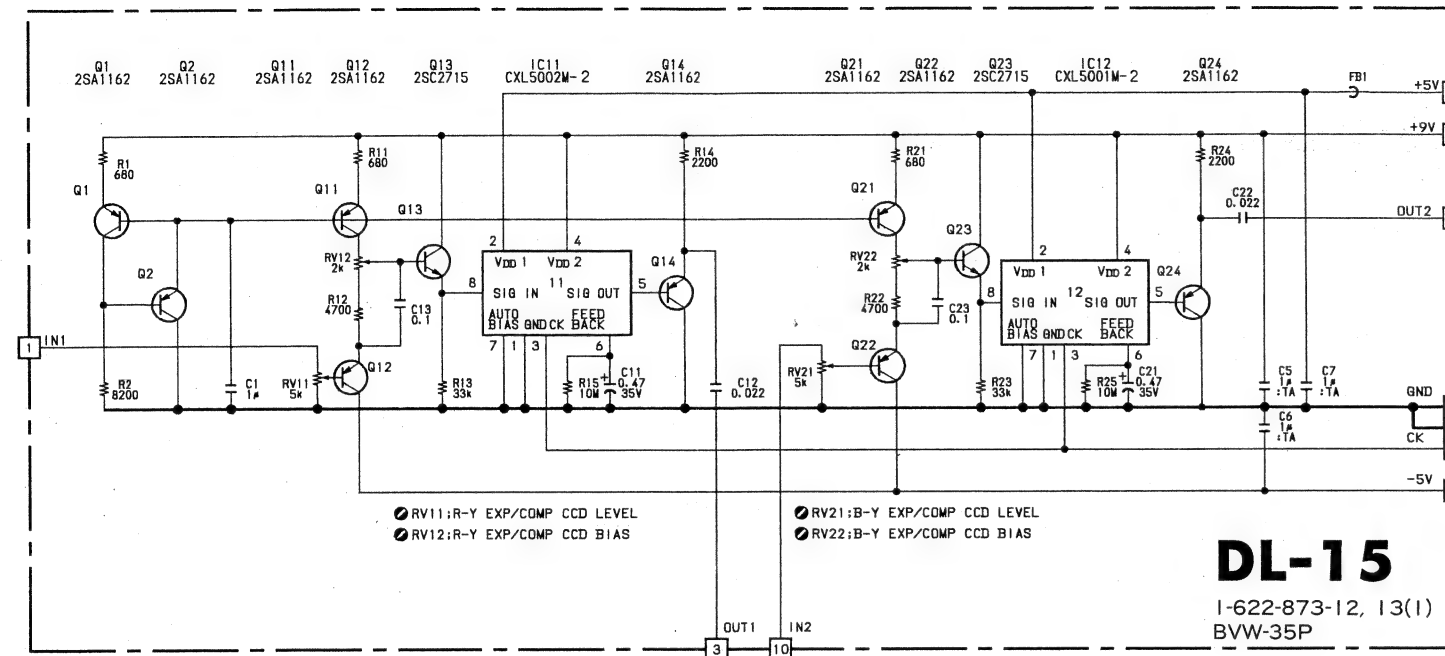 Q1 Q2 Q11 Q12 Q13 IC11 Q14 Q21 Q22 Q23 IC12 Q24
2SA1162 2SA1162 2SA1162 2SA1162 2SC2715 CXL5002M-2 2SA1162 2SA1162 2SA1162 2SC2715 CXL5001M-2 2SA1162
FB1
+5V
+9V
R1
680
R11
680
R14
2200
R21
680
R24
2200
Q1
Q11
Q13
Q21
Q23
C22
0.022
OUT2
Q2
RV12
2k
R12
4700
C13
0.1
2 4
VDD 1 VDD 2
11
8 SIG IN SIG OUT 5
AUTO BIAS GND CK FEED BACK
7 1 3 6
Q14
RV22
2k
R22
4700
C23
0.1
2 4
VDD 1 VDD 2
12
8 SIG IN SIG OUT 5
AUTO BIAS GND CK FEED BACK
7 1 3 6
Q24
1 IN1
Q12
R2
8200
C1
1μ
RV11
5k
R13
33k
R15
10M
+
C11
0.47
35V
C12
0.022
RV21
5k
Q22
R23
33k
R25
10M
+
C21
0.47
35V
C5
1μ
:TA
C7
1μ
:TA
GND
C6
1μ
:TA
CK
-5V
RV11;R-Y EXP/COMP CCD LEVEL
RV12;R-Y EXP/COMP CCD BIAS
RV21;B-Y EXP/COMP CCD LEVEL
RV22;B-Y EXP/COMP CCD BIAS
DL-15
1-622-873-12, 13(1)
BVW-35P
OUT1
3
IN2
10